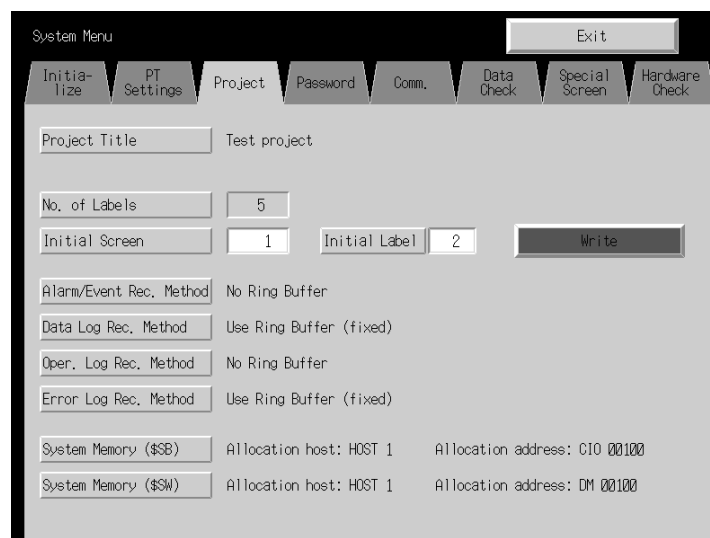 System Menu
Exit
Initia-
lize
PT
Settings
Project
Password
Comm.
Data
Check
Special
Screen
Hardware
Check
Project Title
Test project
No. of Labels
5
Initial Screen
1
Initial Label
2
Write
Alarm/Event Rec. Method
No Ring Buffer
Data Log Rec. Method
Use Ring Buffer (fixed)
Oper. Log Rec. Method
No Ring Buffer
Error Log Rec. Method
Use Ring Buffer (fixed)
System Memory ($SB)
Allocation host: HOST 1
Allocation address: CIO 00100
System Memory ($SW)
Allocation host: HOST 1
Allocation address: DM 00100